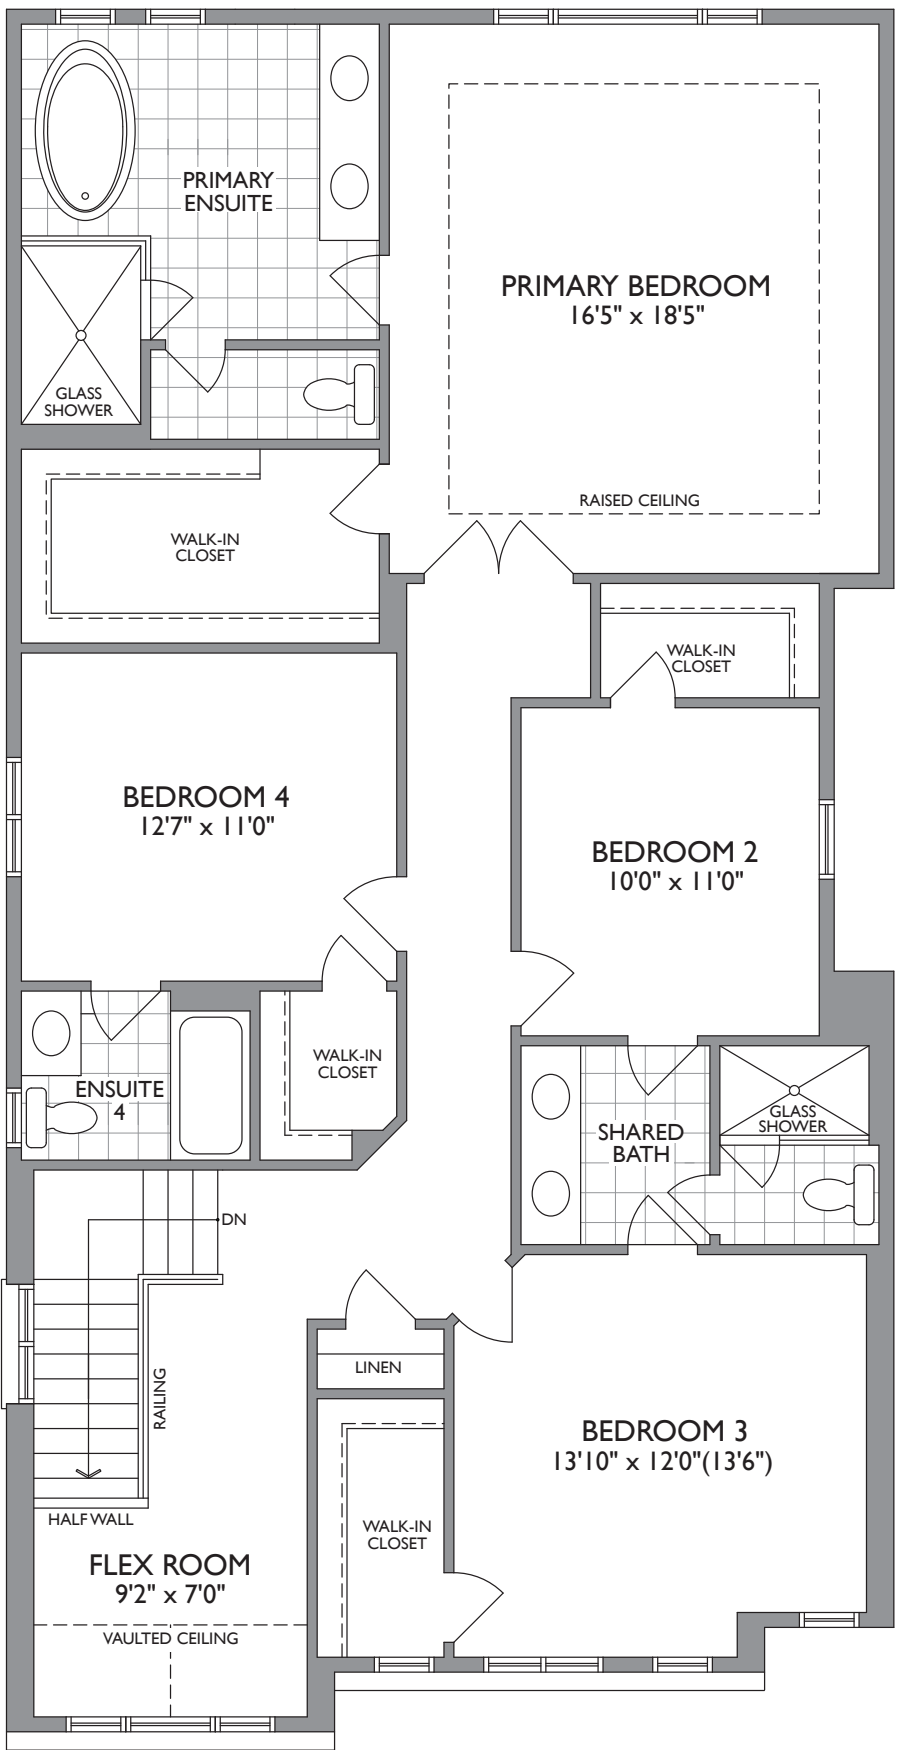 PRIMARY
ENSUITE
PRIMARY BEDROOM
16'5" x 18'5"
GLASS
SHOWER
RAISED CEILING
WALK-IN
CLOSET
WALK-IN
CLOSET
BEDROOM 4
12'7" x 11'0"
BEDROOM 2
10'0" x 11'0"
WALK-IN
CLOSET
ENSUITE
4
GLASS
SHOWER
SHARED
BATH
DN
LINEN
RAILING
BEDROOM 3
13'10" x 12'0"(13'6")
HALF WALL
WALK-IN
CLOSET
FLEX ROOM
9'2" x 7'0"
VAULTED CEILING